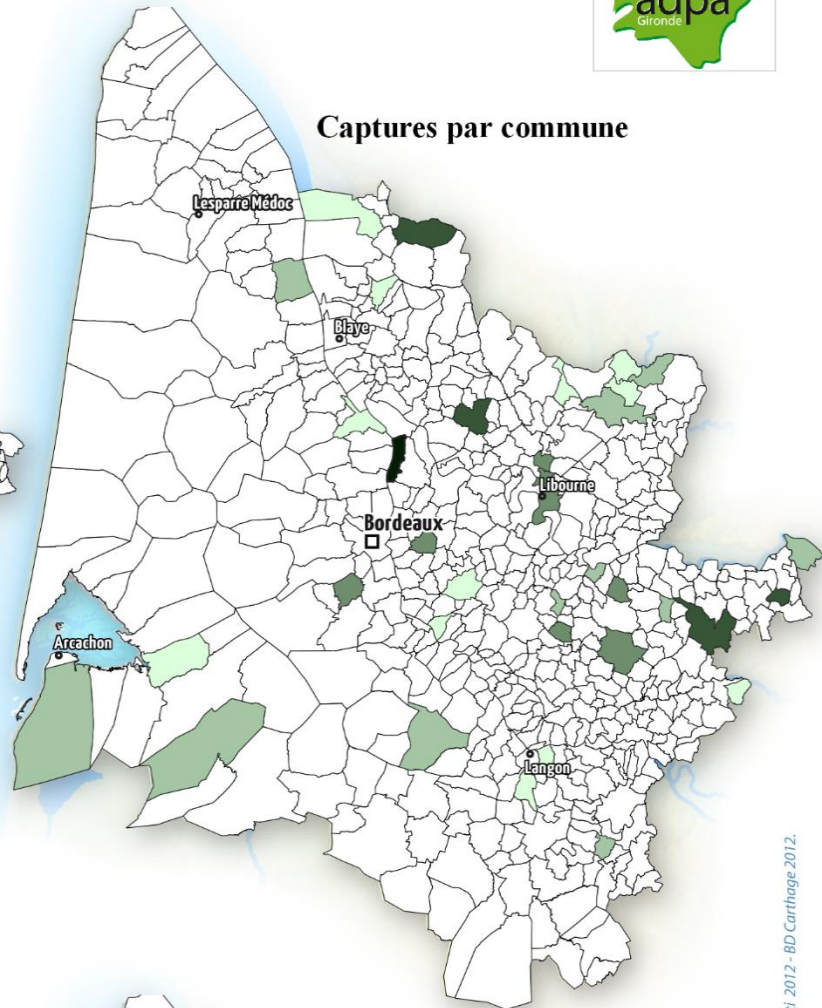 adpa
Gironde
Captures par commune
Lesparre Médoc
Blaye
Libourne
Bordeaux
Arcachon
Langon
2012 - BD Carthage 2012.